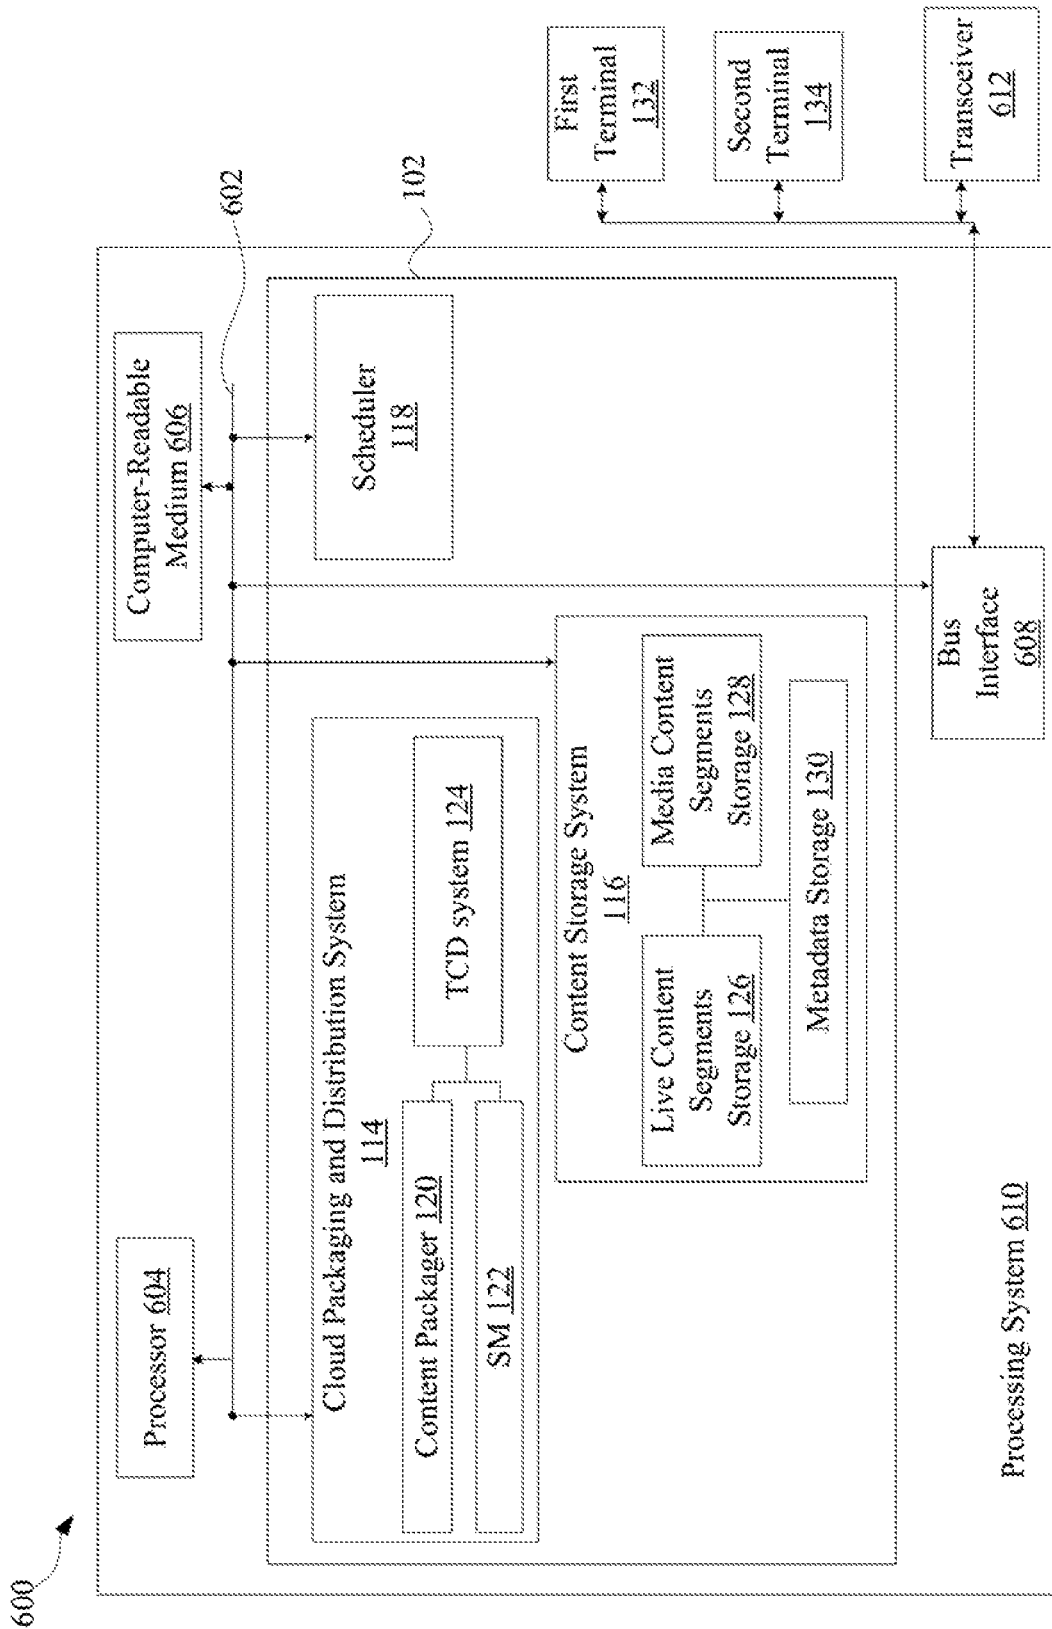 600
602
102
Processor 604
Computer-Readable
Medium 606
Cloud Packaging and Distribution System
114
Content Packager 120
SM 122
TCD system 124
Scheduler
118
Content Storage System
116
Live Content
Segments
Storage 126
Media Content
Segments
Storage 128
Metadata Storage 130
Bus
Interface
608
Processing System 610
First
Terminal
132
Second
Terminal
134
Transceiver
612